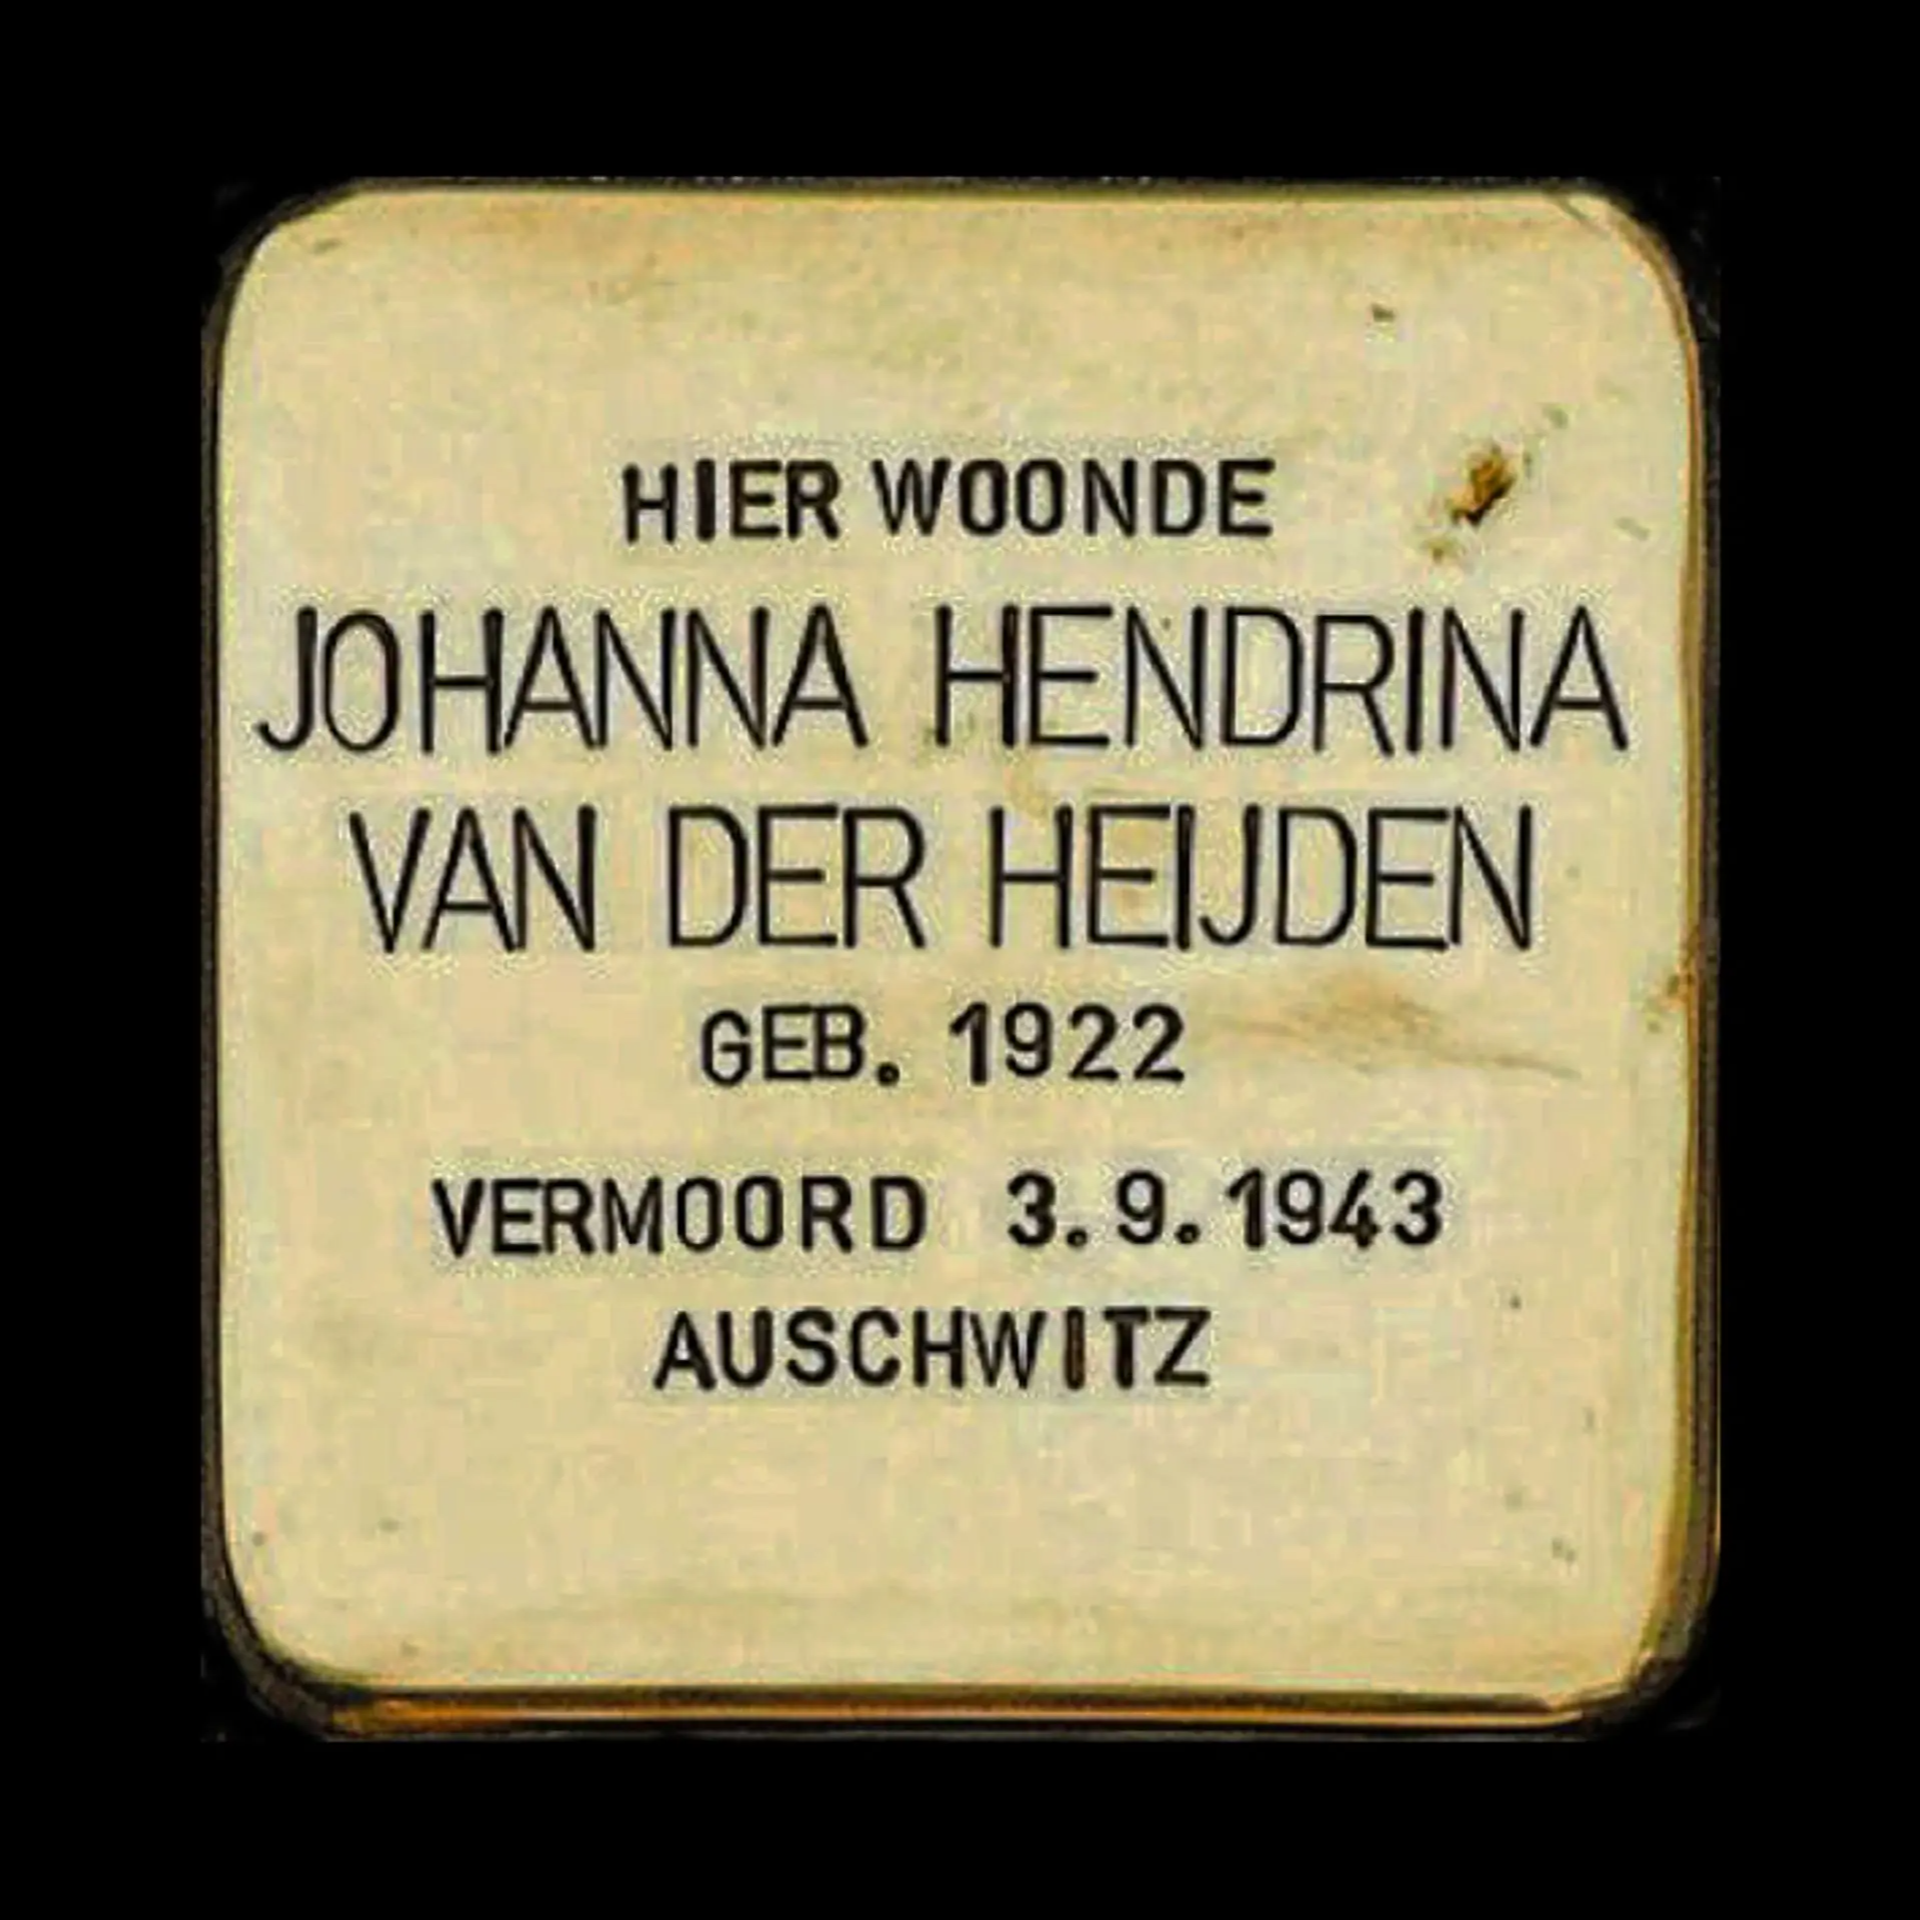 HIER WOONDE
JOHANNA HENDRINA
VAN DER HEIJDEN
GEB. 1922
VERMOORD 3.9.1943
AUSCHWITZ